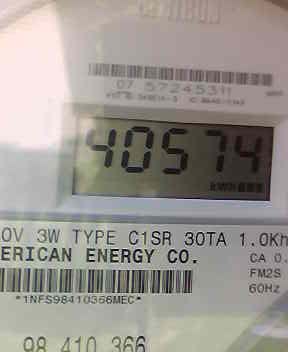 07 57245311
40574
kWH
0V 3W TYPE C1SR 30TA 1.0Kh
ERICAN ENERGY CO.
CA 0.
FM2S
60Hz
*1NFS98410366MEC*
98 410 366